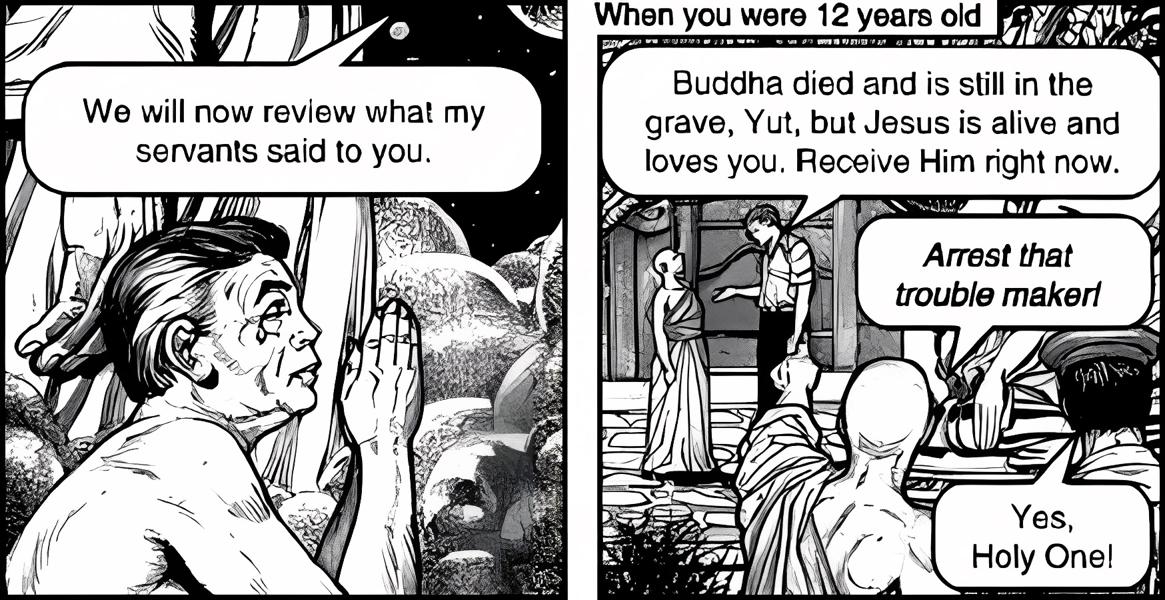 We will now review what my
servants said to you.
When you were 12 years old
Buddha died and is still in the
grave, Yut, but Jesus is alive and
loves you. Receive Him right now.
Arrest that
trouble maker!
Yes,
Holy One!